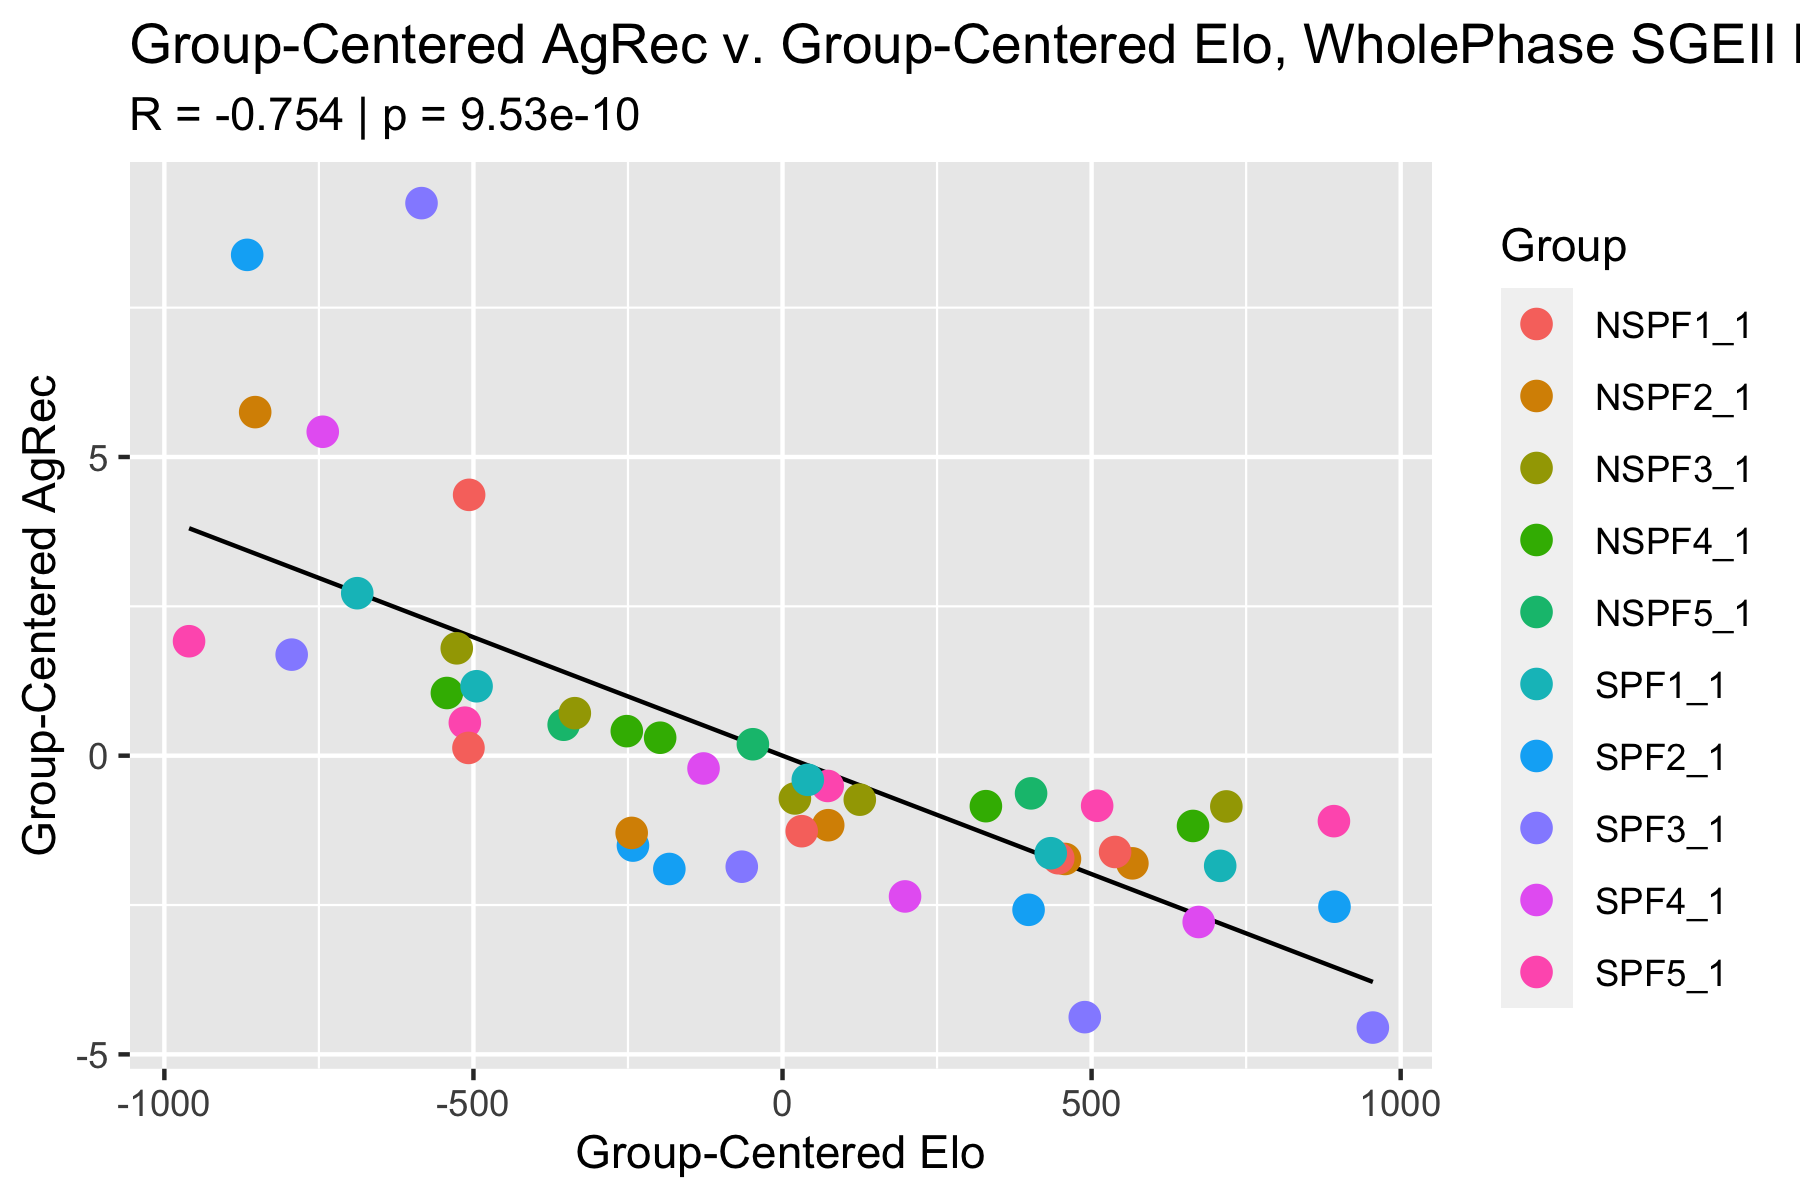 Group-Centered AgRec v. Group-Centered Elo, WholePhase SGEII
R = -0.754 | p = 9.53e-10
Group-Centered AgRec
5
0
-5
-1000 -500 0 500 1000
Group-Centered Elo
Group
NSPF1_1
NSPF2_1
NSPF3_1
NSPF4_1
NSPF5_1
SPF1_1
SPF2_1
SPF3_1
SPF4_1
SPF5_1